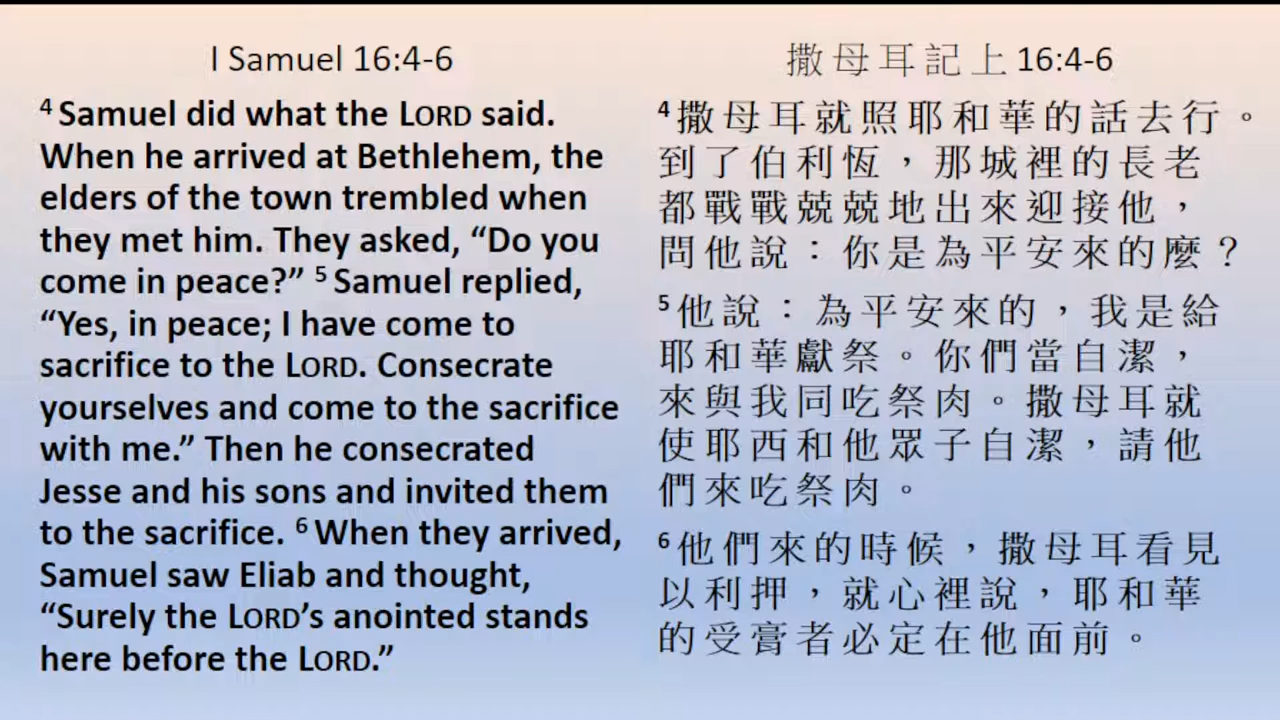 I Samuel 16:4-6
4 Samuel did what the LORD said.
When he arrived at Bethlehem, the
elders of the town trembled when
they met him. They asked, “Do you
come in peace?” 5 Samuel replied,
“Yes, in peace; I have come to
sacrifice to the LORD. Consecrate
yourselves and come to the sacrifice
with me.” Then he consecrated
Jesse and his sons and invited them
to the sacrifice. 6 When they arrived,
Samuel saw Eliab and thought,
“Surely the LORD’s anointed stands
here before the LORD.”
撒母耳記上 16:4-6
4 撒母耳就照耶和華的話去行。
到了伯利恆，那城裡的長老
都戰戰兢兢地出來迎接他，
問他說：你是為平安來的麼？
5 他說：為平安來的，我是給
耶和華獻祭。你們當自潔，
來與我同吃祭肉。撒母耳就
使耶西和他眾子自潔，請他
們來吃祭肉。
6 他們來的時候，撒母耳看見
以利押，就心裡說，耶和華
的受膏者必定在他面前。